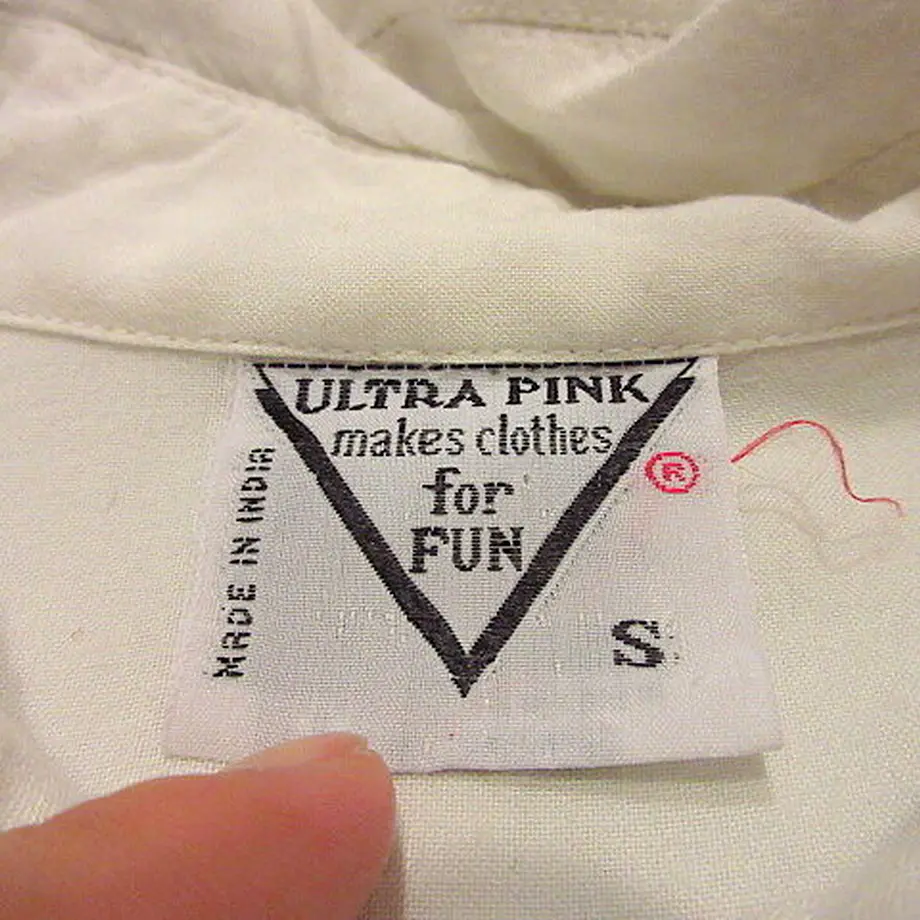 ULTRA PINK
makes clothes
for
FUN
®
MADE IN INDIA
S